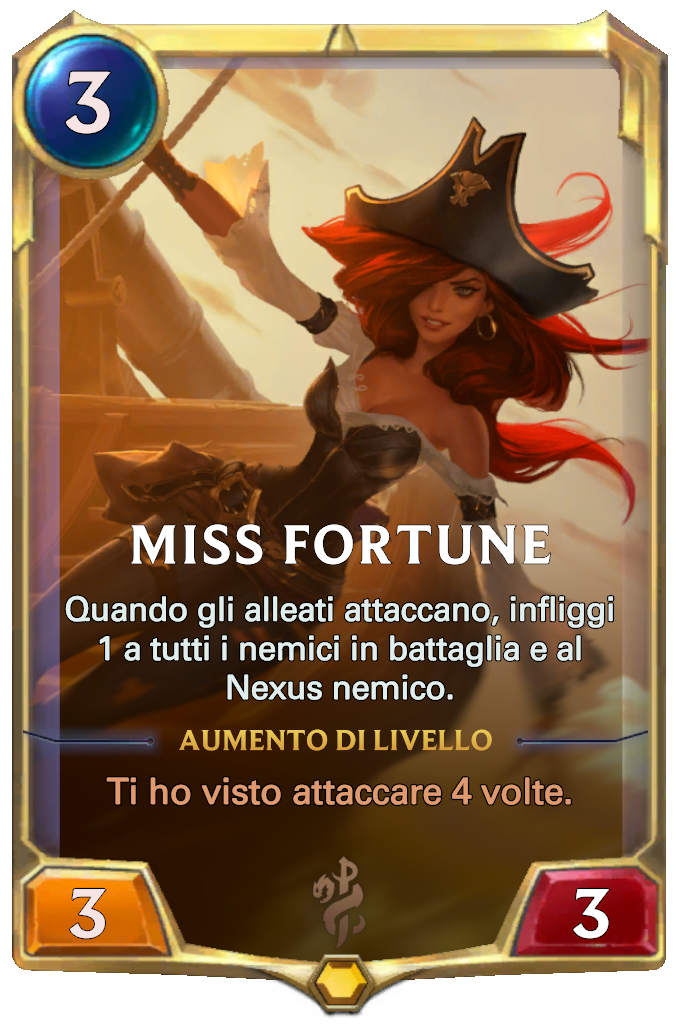 3
MISS FORTUNE
Quando gli alleati attaccano, infliggi
1 a tutti i nemici in battaglia e al
Nexus nemico.
AUMENTO DI LIVELLO
Ti ho visto attaccare 4 volte.
3
3